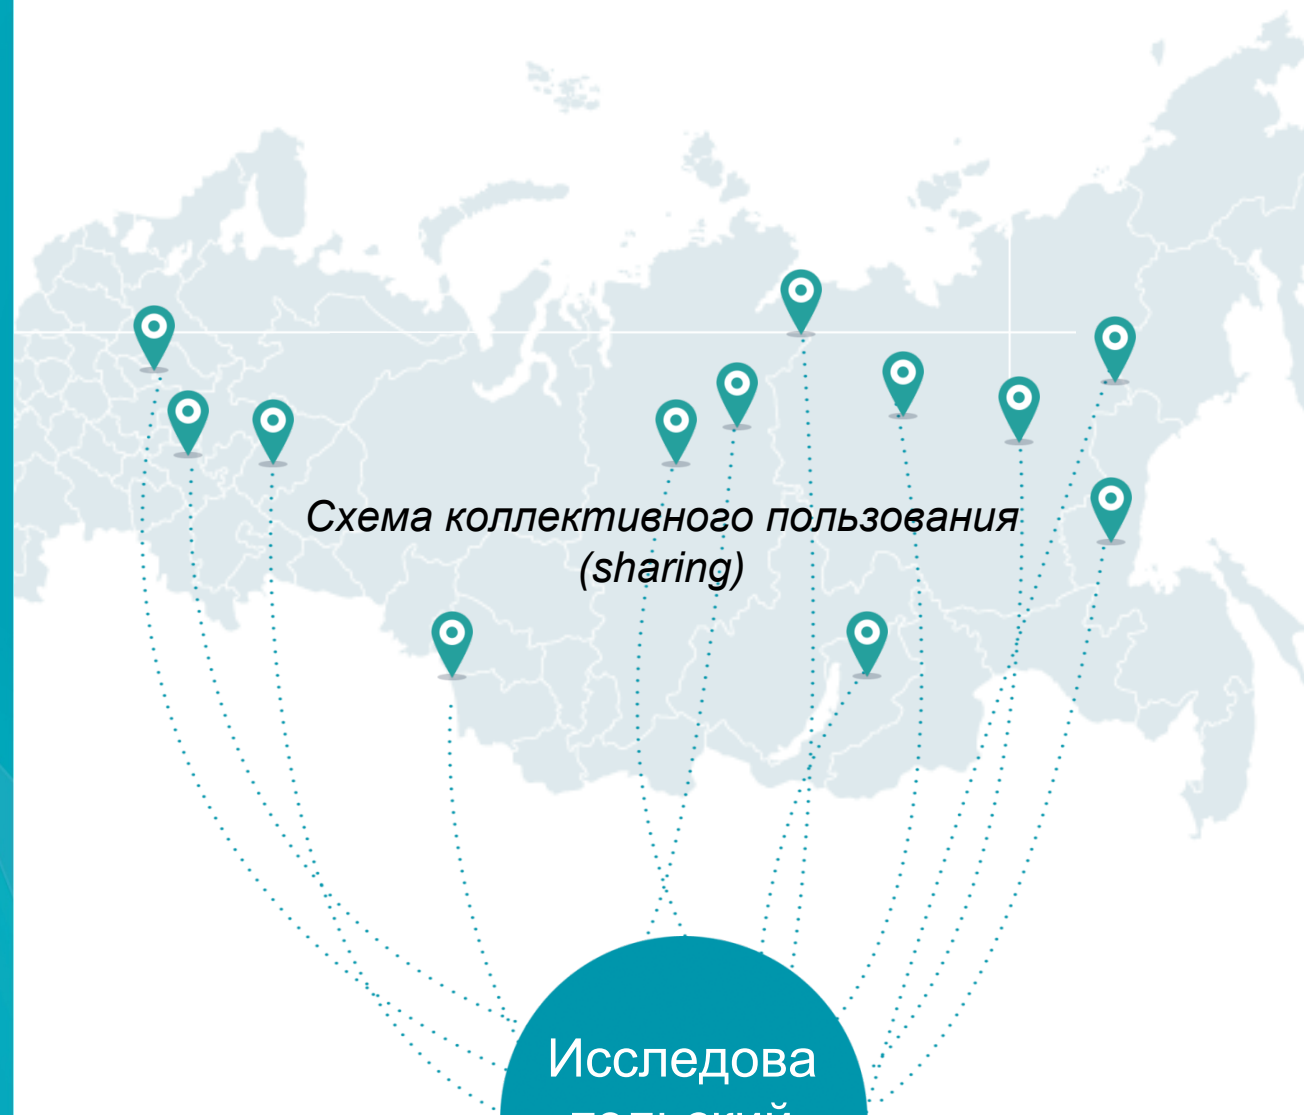 Схема коллективного пользования
(sharing)
Исследова